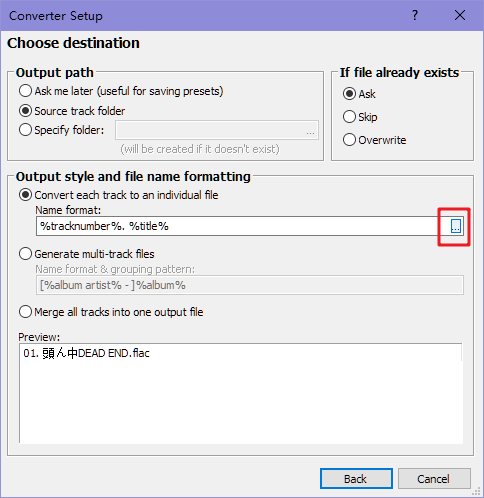 Converter Setup
?
Choose destination
Output path
Ask me later (useful for saving presets)
Source track folder
Specify folder:
...
(will be created if it doesn't exist)
If file already exists
Ask
Skip
Overwrite
Output style and file name formatting
Convert each track to an individual file
Name format:
%tracknumber%. %title%
...
Generate multi-track files
Name format & grouping pattern:
[%album artist% - ]%album%
Merge all tracks into one output file
Preview:
01. 頭ん中DEAD END.flac
Back
Cancel